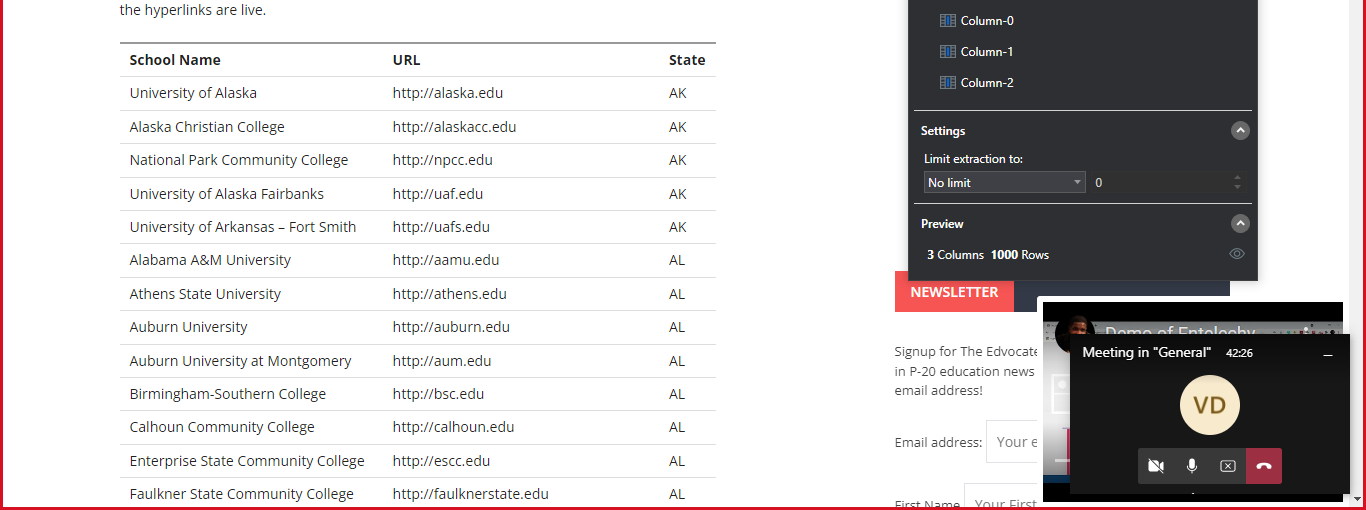 the hyperlinks are live.
School Name URL State
University of Alaska http://alaska.edu AK
Alaska Christian College http://alaskacc.edu AK
National Park Community College http://npcc.edu AK
University of Alaska Fairbanks http://uaf.edu AK
University of Arkansas – Fort Smith http://uafs.edu AK
Alabama A&M University http://aamu.edu AL
Athens State University http://athens.edu AL
Auburn University http://auburn.edu AL
Auburn University at Montgomery http://aum.edu AL
Birmingham-Southern College http://bsc.edu AL
Calhoun Community College http://calhoun.edu AL
Enterprise State Community College http://escc.edu AL
Faulkner State Community College http://faulknerstate.edu AL
Column-0
Column-1
Column-2
Settings
Limit extraction to:
No limit 0
Preview
3 Columns 1000 Rows
NEWSLETTER
Signup for The Edvocate
in P-20 education news
email address!
Email address: Your e
First Name Your First
Demo of Entelechy
Meeting in "General" 42:26
VD